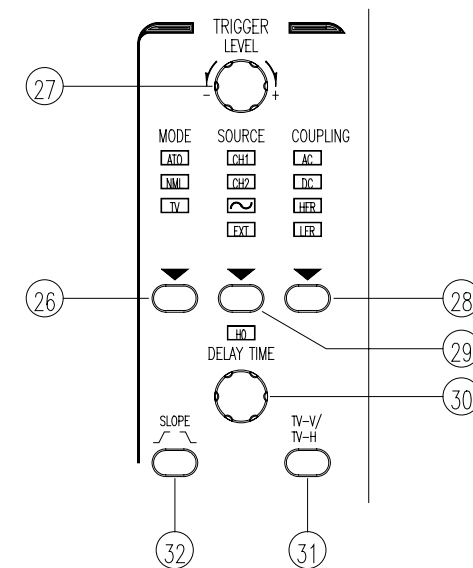 TRIGGER
LEVEL
27
- +
MODE SOURCE COUPLING
ATO CH1 AC
NML CH2 DC
TV HFR
EXT LFR
26
28
29
HO
DELAY TIME
30
SLOPE
TV-V/
TV-H
32
31